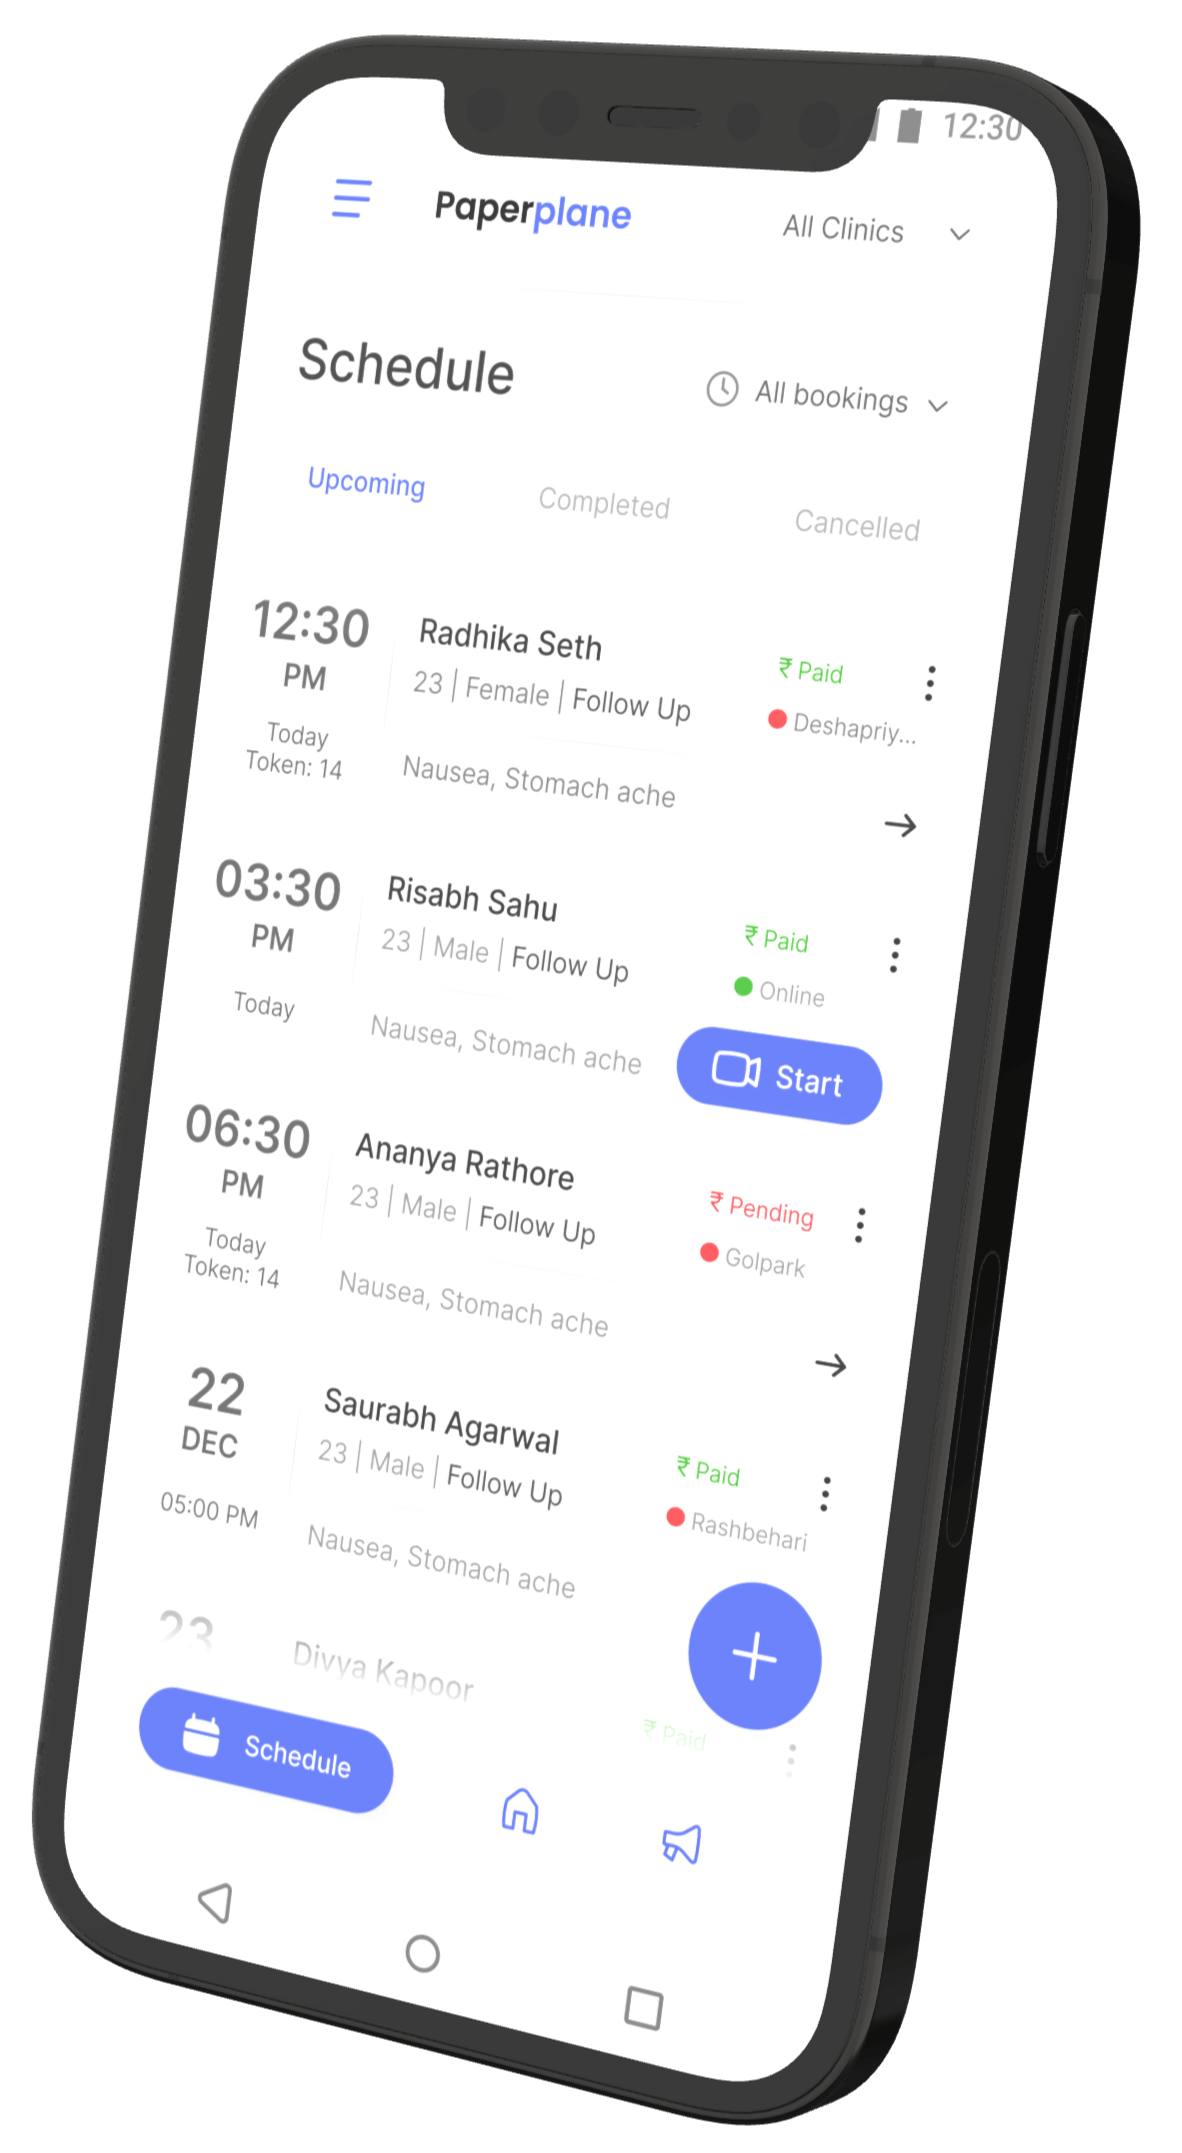 12:30
Paperplane
All Clinics
Schedule
All bookings
Upcoming
Completed
Cancelled
12:30
PM
Today
Token: 14
Radhika Seth
23 | Female | Follow Up
Nausea, Stomach ache
₹ Paid
Deshapriy...
03:30
PM
Today
Risabh Sahu
23 | Male | Follow Up
Nausea, Stomach ache
₹ Paid
Online
Start
06:30
PM
Today
Token: 14
Ananya Rathore
23 | Male | Follow Up
Nausea, Stomach ache
₹ Pending
Golpark
22
DEC
05:00 PM
Saurabh Agarwal
23 | Male | Follow Up
Nausea, Stomach ache
₹ Paid
Rashbehari
23
Divya Kapoor
₹ Paid
Schedule